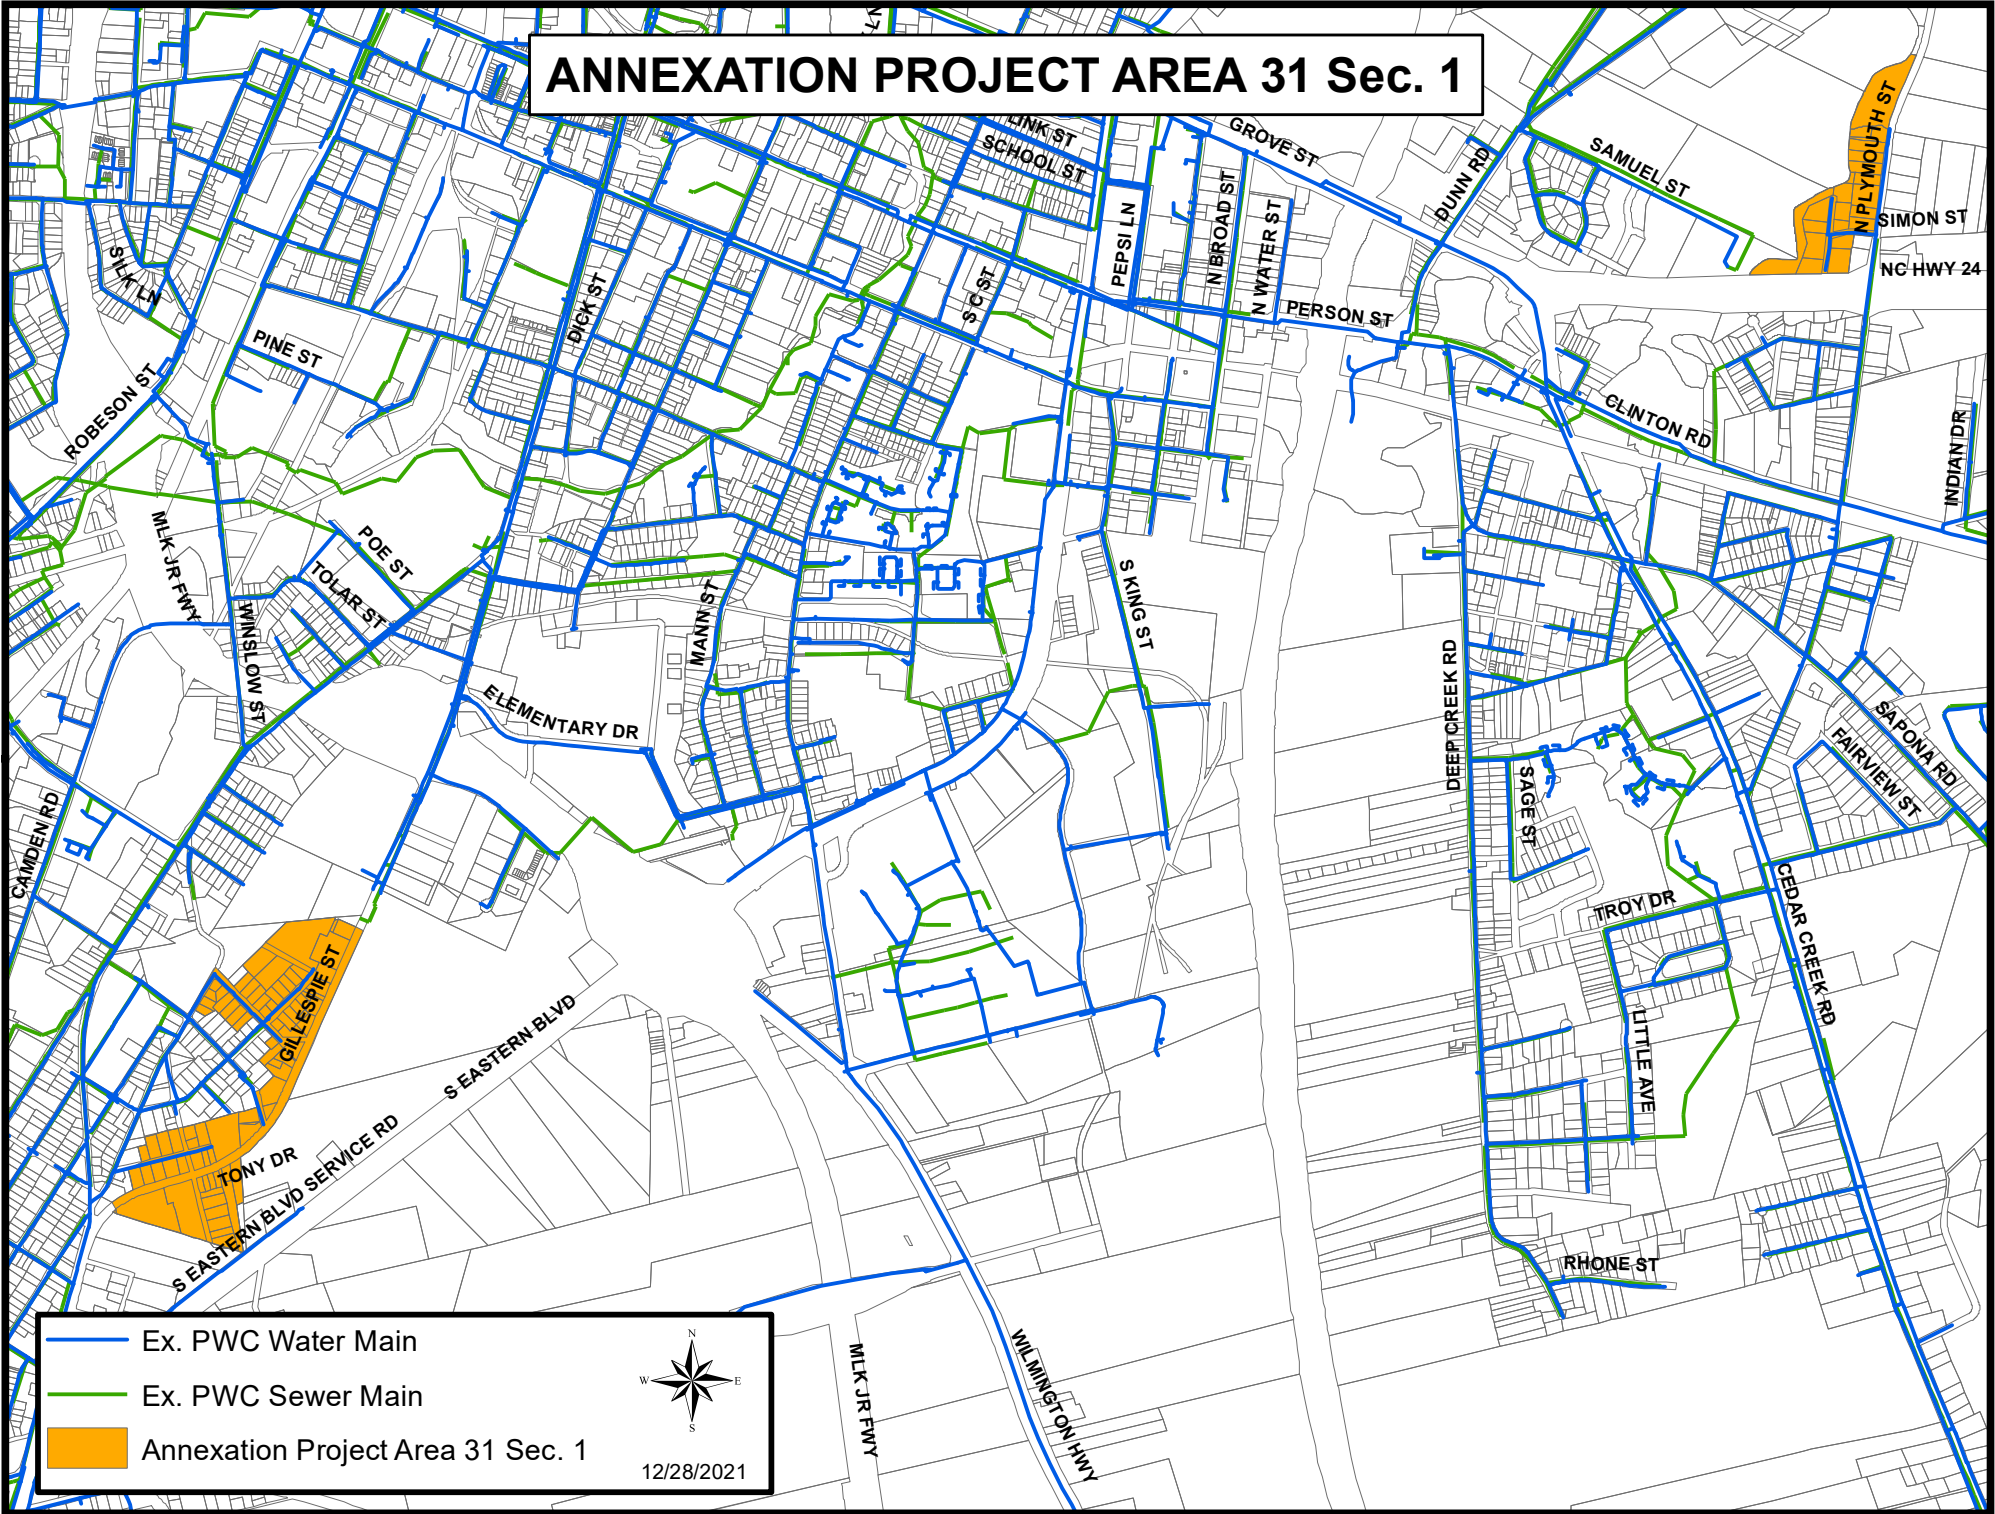 ANNEXATION PROJECT AREA 31 Sec. 1
LINK ST
SCHOOL ST
GROVE ST
DUNN RD
SAMUEL ST
N PLYMOUTH ST
SIMON ST
NC HWY 24
PEPSI LN
N BROAD ST
N WATER ST
PERSON ST
S C ST
SILK LN
DICK ST
PINE ST
ROBESON ST
CLINTON RD
INDIAN DR
MLK JR FWY
POE ST
TOLAR ST
WINSLOW ST
MANN ST
S KING ST
ELEMENTARY DR
DEEP CREEK RD
SAPONA RD
FAIRVIEW ST
SAGE ST
CAMDEN RD
TROY DR
CEDAR CREEK RD
GILLESPIE ST
S EASTERN BLVD
LITTLE AVE
TONY DR
S EASTERN BLVD SERVICE RD
RHONE ST
MLK JR FWY
WILMINGTON HWY
Ex. PWC Water Main
Ex. PWC Sewer Main
Annexation Project Area 31 Sec. 1
N
W
E
S
12/28/2021